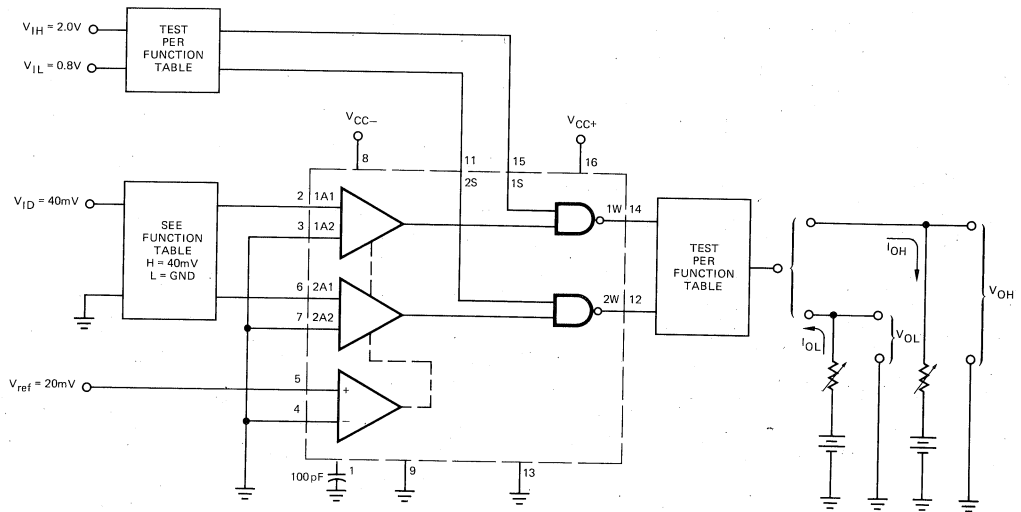 V_IH = 2.0V
V_IL = 0.8V
TEST
PER
FUNCTION
TABLE
V_CC−
8
11
2S
15
1S
V_CC+
16
V_ID = 40mV
SEE
FUNCTION
TABLE
H = 40mV
L = GND
2 1A1
3 1A2
6 2A1
7 2A2
1W 14
2W 12
TEST
PER
FUNCTION
TABLE
I_OH
V_OH
I_OL
V_OL
V_ref = 20mV
5 +
4 −
100 pF
1
9
13